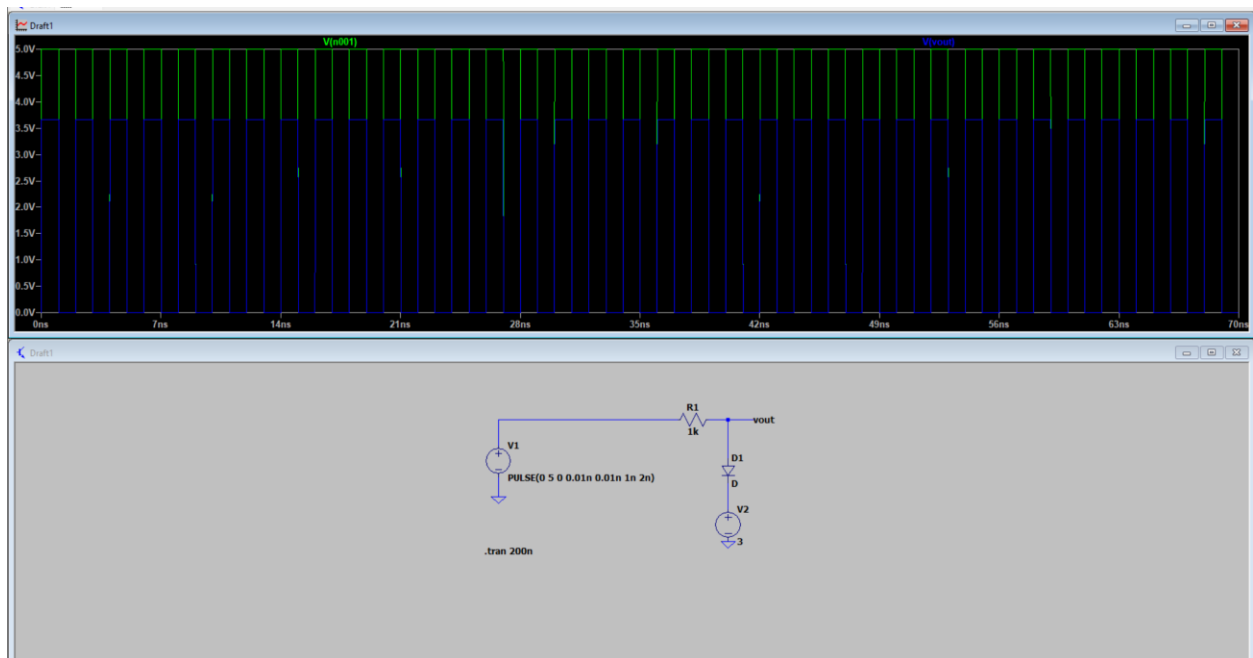 Draft1
V(n001) V(vout)
5.0V
4.5V
4.0V
3.5V
3.0V
2.5V
2.0V
1.5V
1.0V
0.5V
0.0V
0ns 7ns 14ns 21ns 28ns 35ns 42ns 49ns 56ns 63ns 70ns
Draft1
R1
vout
1k
V1
D1
PULSE(0 5 0 0.01n 0.01n 1n 2n)
D
V2
3
.tran 200n